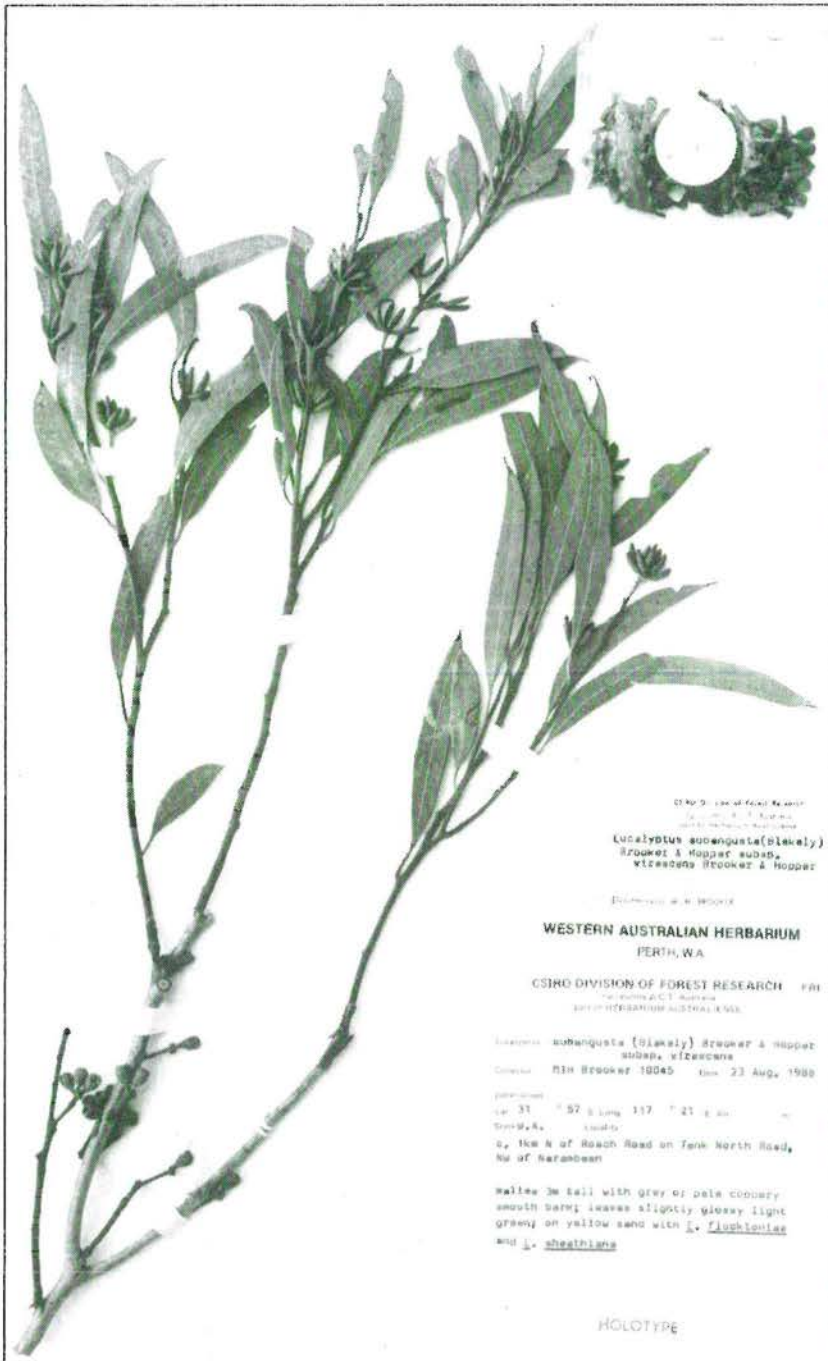 Eucalyptus subangusta (Blakely)
Brooker & Hopper subsp.
virescens Brooker & Hopper
WESTERN AUSTRALIAN HERBARIUM
PERTH, W.A.
CSIRO DIVISION OF FOREST RESEARCH
subangusta (Blakely) Brooker & Hopper
subsp. virescens
MIH Brooker 10045 23 Aug. 1988
31 57 Long 117 21
W.A.
c. 1km N of Roach Road on Tank North Road,
NW of Narambeen
mallee 3m tall with grey or pale coppery
smooth bark; leaves slightly glossy light
green; on yellow sand with E. flocktoniae
and E. sheathiana
HOLOTYPE